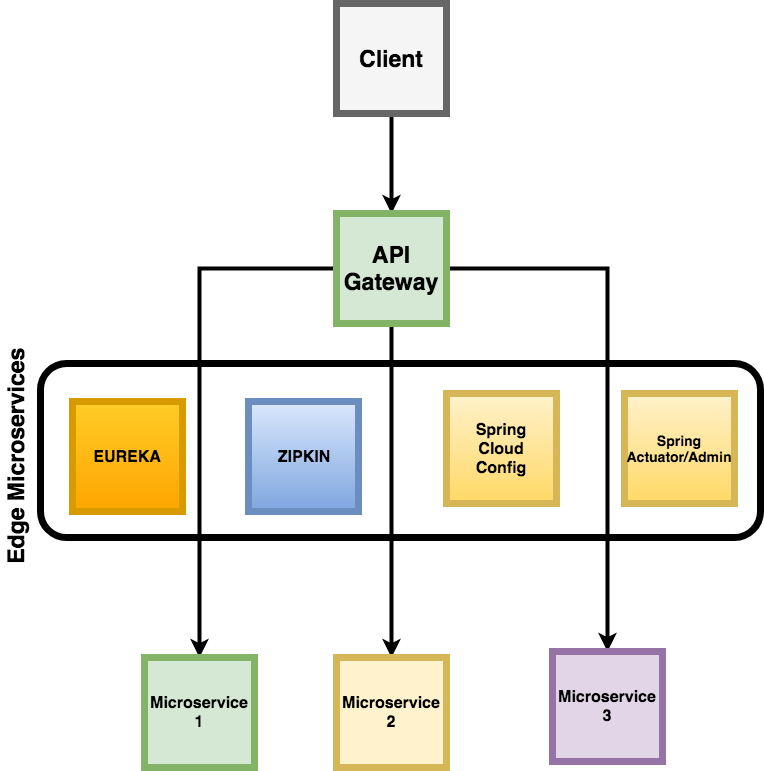 Client
API
Gateway
Edge Microservices
EUREKA
ZIPKIN
Spring
Cloud
Config
Spring
Actuator/Admin
Microservice
1
Microservice
2
Microservice
3